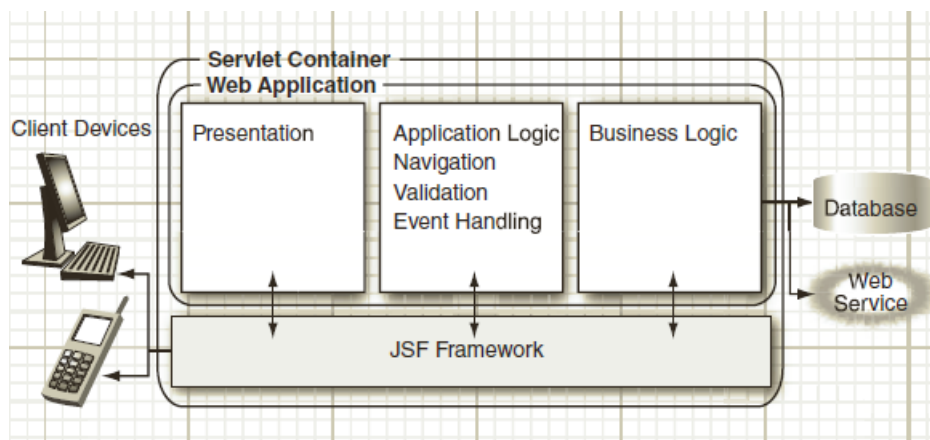 Servlet Container
Web Application
Client Devices
Presentation
Application Logic
Navigation
Validation
Event Handling
Business Logic
Database
Web
Service
JSF Framework